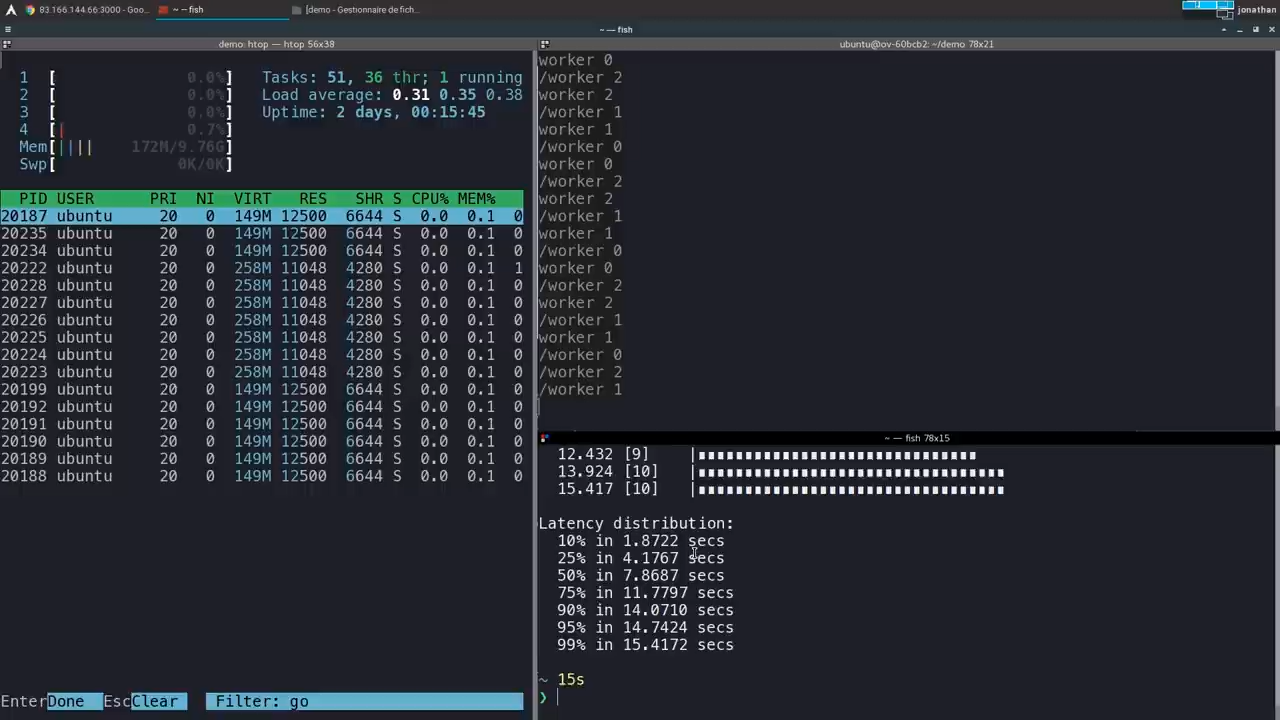 83.166.144.66:3000 - Goo...
~ — fish
[demo - Gestionnaire de fich...
jonathan
~ — fish
demo: htop — htop 56x38
1 [ 0.0%]
2 [ 0.0%]
3 [ 0.0%]
4 [| 0.7%]
Mem[|||| 172M/9.76G]
Swp[ 0K/0K]
Tasks: 51, 36 thr; 1 running
Load average: 0.31 0.35 0.38
Uptime: 2 days, 00:15:45
PID USER PRI NI VIRT RES SHR S CPU% MEM%
20187 ubuntu 20 0 149M 12500 6644 S 0.0 0.1 0
20235 ubuntu 20 0 149M 12500 6644 S 0.0 0.1 0
20234 ubuntu 20 0 149M 12500 6644 S 0.0 0.1 0
20222 ubuntu 20 0 258M 11048 4280 S 0.0 0.1 1
20228 ubuntu 20 0 258M 11048 4280 S 0.0 0.1 0
20227 ubuntu 20 0 258M 11048 4280 S 0.0 0.1 0
20226 ubuntu 20 0 258M 11048 4280 S 0.0 0.1 0
20225 ubuntu 20 0 258M 11048 4280 S 0.0 0.1 0
20224 ubuntu 20 0 258M 11048 4280 S 0.0 0.1 0
20223 ubuntu 20 0 258M 11048 4280 S 0.0 0.1 0
20199 ubuntu 20 0 149M 12500 6644 S 0.0 0.1 0
20192 ubuntu 20 0 149M 12500 6644 S 0.0 0.1 0
20191 ubuntu 20 0 149M 12500 6644 S 0.0 0.1 0
20190 ubuntu 20 0 149M 12500 6644 S 0.0 0.1 0
20189 ubuntu 20 0 149M 12500 6644 S 0.0 0.1 0
20188 ubuntu 20 0 149M 12500 6644 S 0.0 0.1 0
EnterDone EscClear Filter: go
ubuntu@ov-60bcb2: ~/demo 78x21
worker 0
/worker 2
worker 2
/worker 1
worker 1
/worker 0
worker 0
/worker 2
worker 2
/worker 1
worker 1
/worker 0
worker 0
/worker 2
worker 2
/worker 1
worker 1
/worker 0
/worker 2
/worker 1
~ — fish 78x15
12.432 [9] |∎∎∎∎∎∎∎∎∎∎∎∎∎∎∎∎∎∎∎∎∎∎∎∎∎∎∎∎∎∎∎∎∎∎∎∎
13.924 [10] |∎∎∎∎∎∎∎∎∎∎∎∎∎∎∎∎∎∎∎∎∎∎∎∎∎∎∎∎∎∎∎∎∎∎∎∎∎∎∎∎
15.417 [10] |∎∎∎∎∎∎∎∎∎∎∎∎∎∎∎∎∎∎∎∎∎∎∎∎∎∎∎∎∎∎∎∎∎∎∎∎∎∎∎∎
Latency distribution:
10% in 1.8722 secs
25% in 4.1767 secs
50% in 7.8687 secs
75% in 11.7797 secs
90% in 14.0710 secs
95% in 14.7424 secs
99% in 15.4172 secs
~ 15s
❯